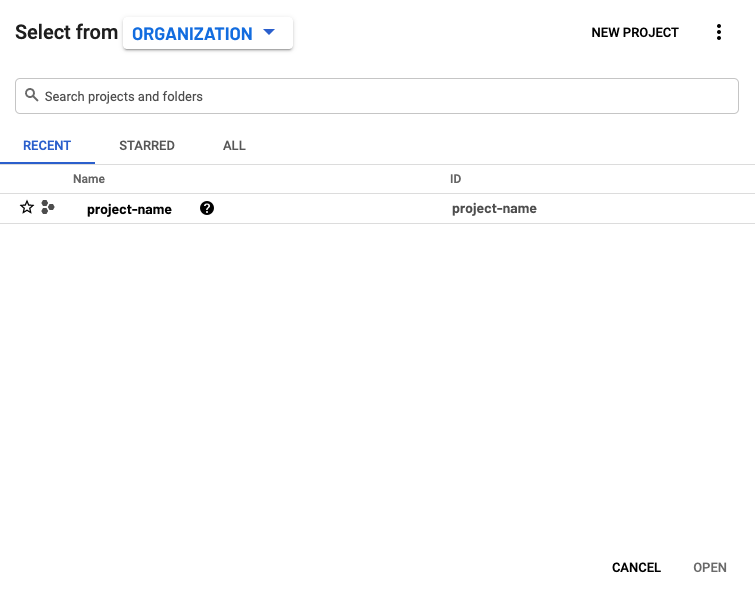 Select from ORGANIZATION NEW PROJECT
Search projects and folders
RECENT STARRED ALL
Name ID
project-name project-name
CANCEL OPEN